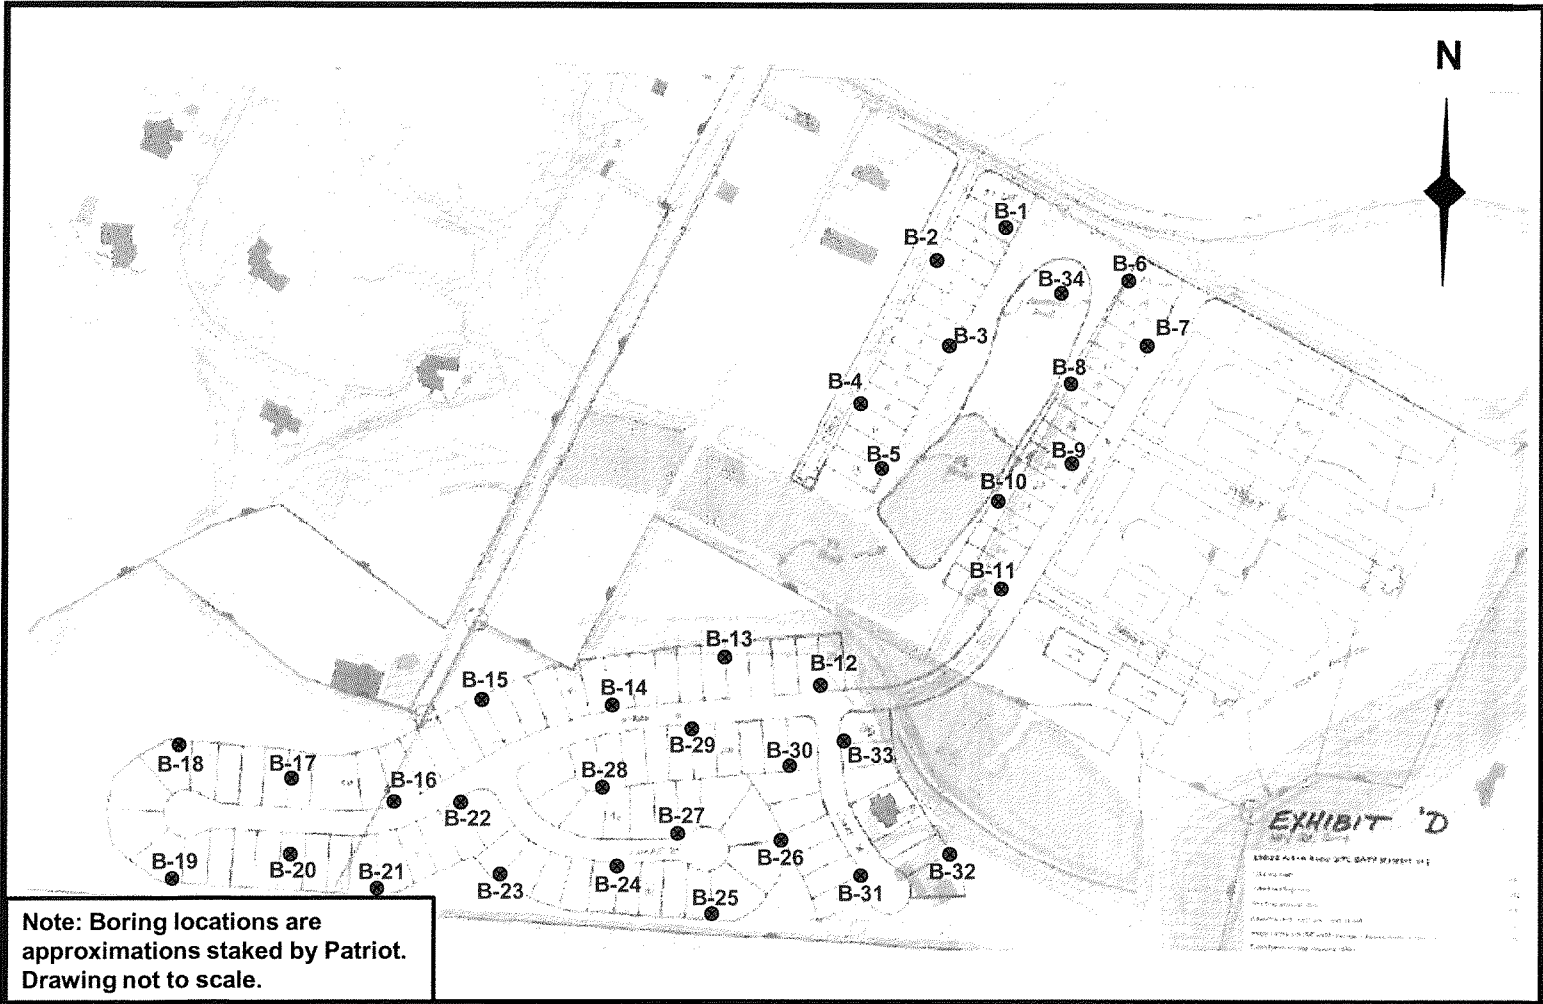 N
B-1
B-2
B-6
B-34
B-3
B-7
B-8
B-4
B-5
B-9
B-10
B-11
B-13
B-12
B-15
B-14
B-29
B-33
B-18
B-17
B-30
B-16
B-28
B-22
B-27
B-26
B-19
B-20
B-21
B-23
B-24
B-25
B-31
B-32
EXHIBIT 'D
Note: Boring locations are
approximations staked by Patriot.
Drawing not to scale.